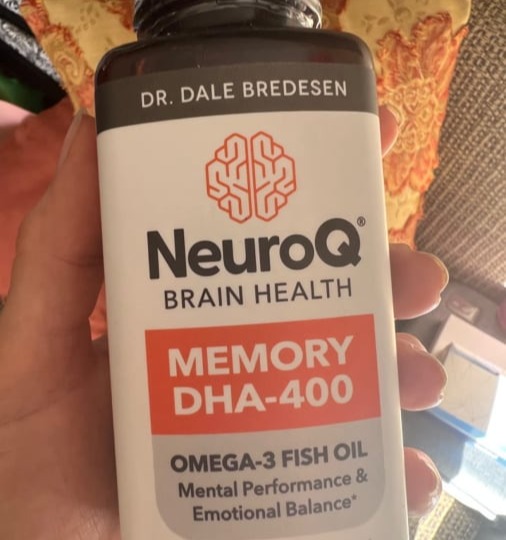 DR. DALE BREDESEN
NeuroQ®
BRAIN HEALTH
MEMORY
DHA-400
OMEGA-3 FISH OIL
Mental Performance &
Emotional Balance*